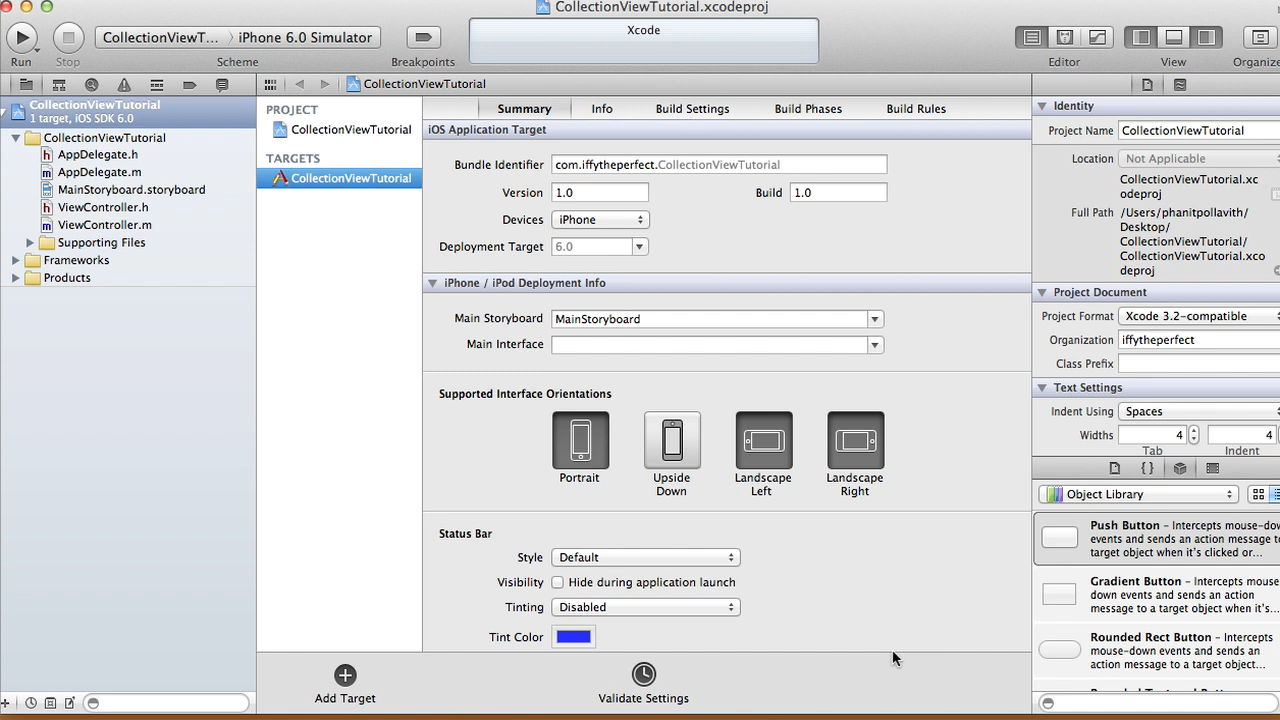 CollectionViewTutorial.xcodeproj
CollectionViewT... iPhone 6.0 Simulator
Xcode
Run Stop Scheme Breakpoints Editor View Organize
CollectionViewTutorial
1 target, iOS SDK 6.0
CollectionViewTutorial
AppDelegate.h
AppDelegate.m
MainStoryboard.storyboard
ViewController.h
ViewController.m
Supporting Files
Frameworks
Products
CollectionViewTutorial
PROJECT
CollectionViewTutorial
TARGETS
CollectionViewTutorial
Summary Info Build Settings Build Phases Build Rules
iOS Application Target
Bundle Identifier com.iffytheperfect.CollectionViewTutorial
Version 1.0 Build 1.0
Devices iPhone
Deployment Target 6.0
iPhone / iPod Deployment Info
Main Storyboard MainStoryboard
Main Interface
Supported Interface Orientations
Portrait Upside Landscape Landscape
Down Left Right
Status Bar
Style Default
Visibility Hide during application launch
Tinting Disabled
Tint Color
Add Target Validate Settings
Identity
Project Name CollectionViewTutorial
Location Not Applicable
CollectionViewTutorial.xc
odeproj
Full Path /Users/phanitpollavith/
Desktop/
CollectionViewTutorial/
CollectionViewTutorial.xco
deproj
Project Document
Project Format Xcode 3.2-compatible
Organization iffytheperfect
Class Prefix
Text Settings
Indent Using Spaces
Widths 4 4
Tab Indent
{ }
Object Library
Push Button - Intercepts mouse-dow
events and sends an action message to
target object when it's clicked or...
Gradient Button - Intercepts mouse-
down events and sends an action
message to a target object when it's...
Rounded Rect Button - Intercepts
mouse-down events and sends an
action message to a target object...